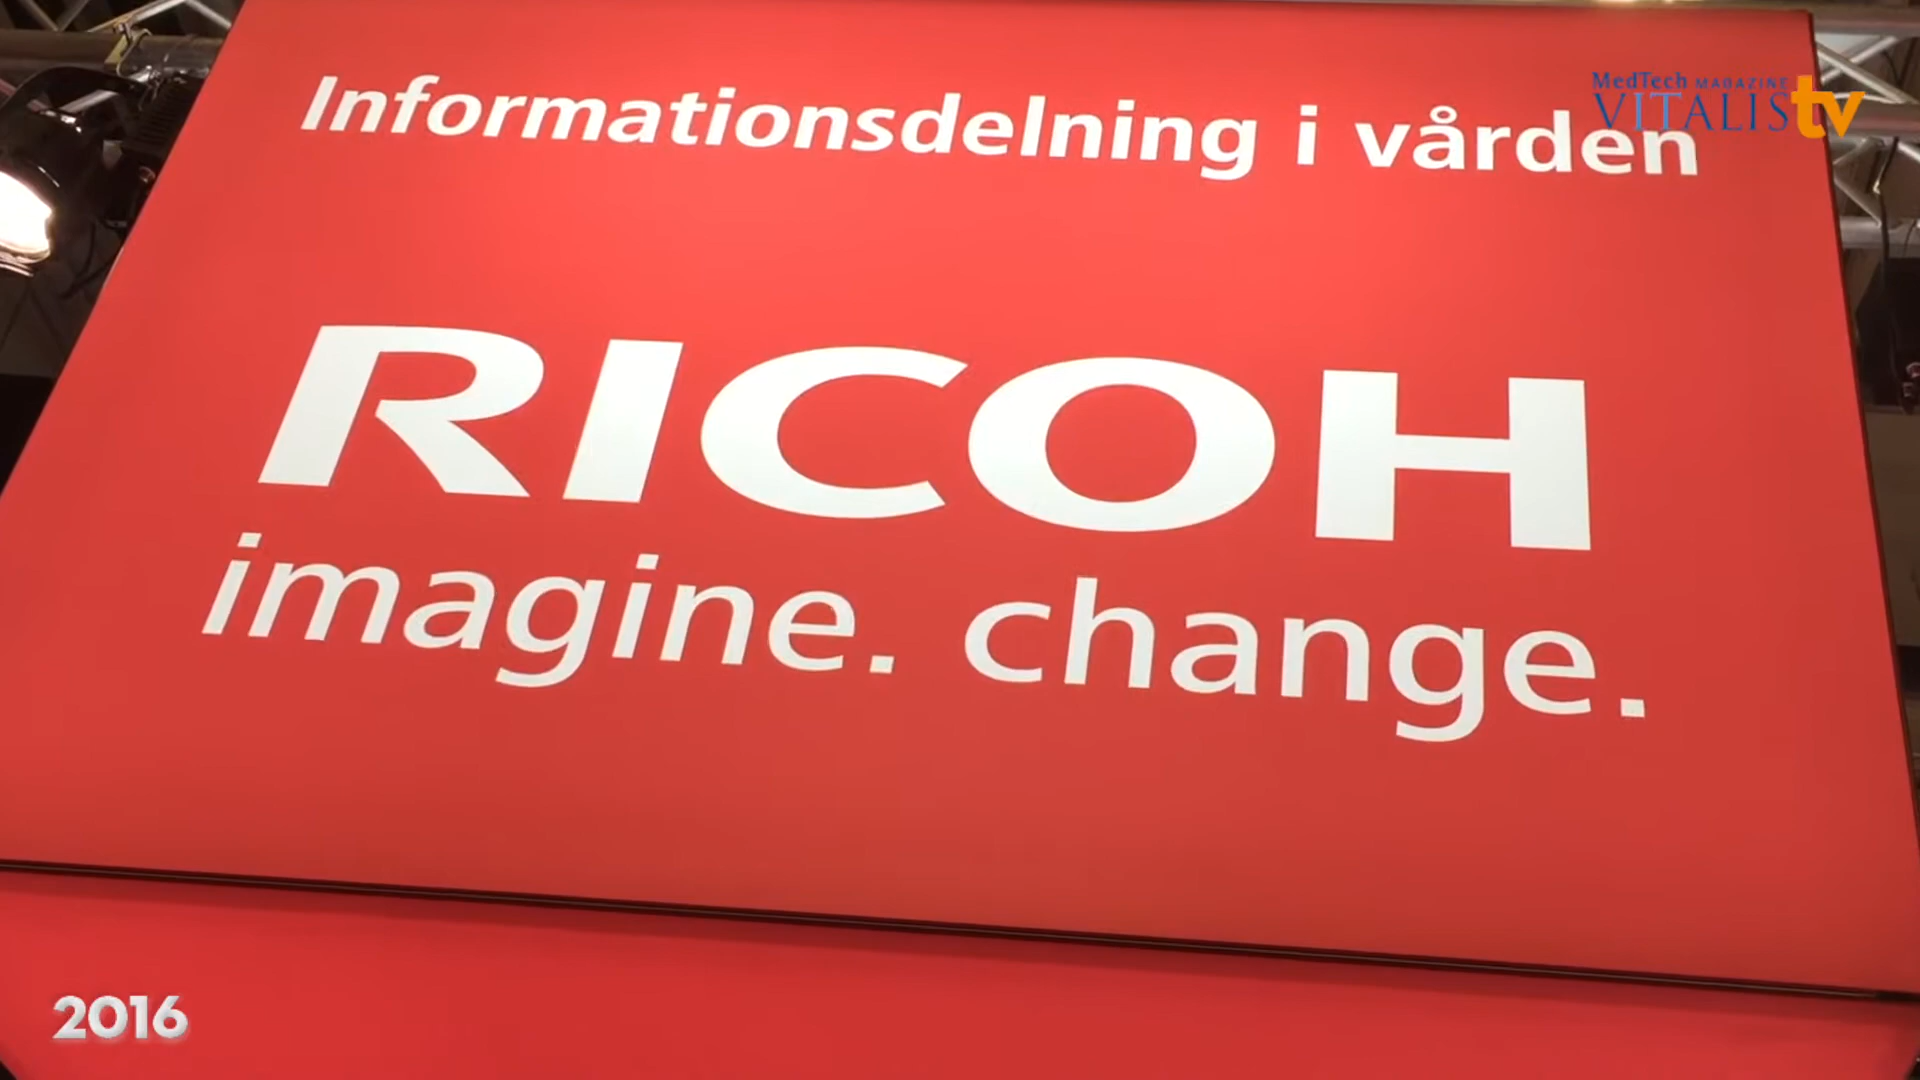 MedTech MAGAZINE
VITALIS tv
Informationsdelning i vården
RICOH
imagine. change.
2016